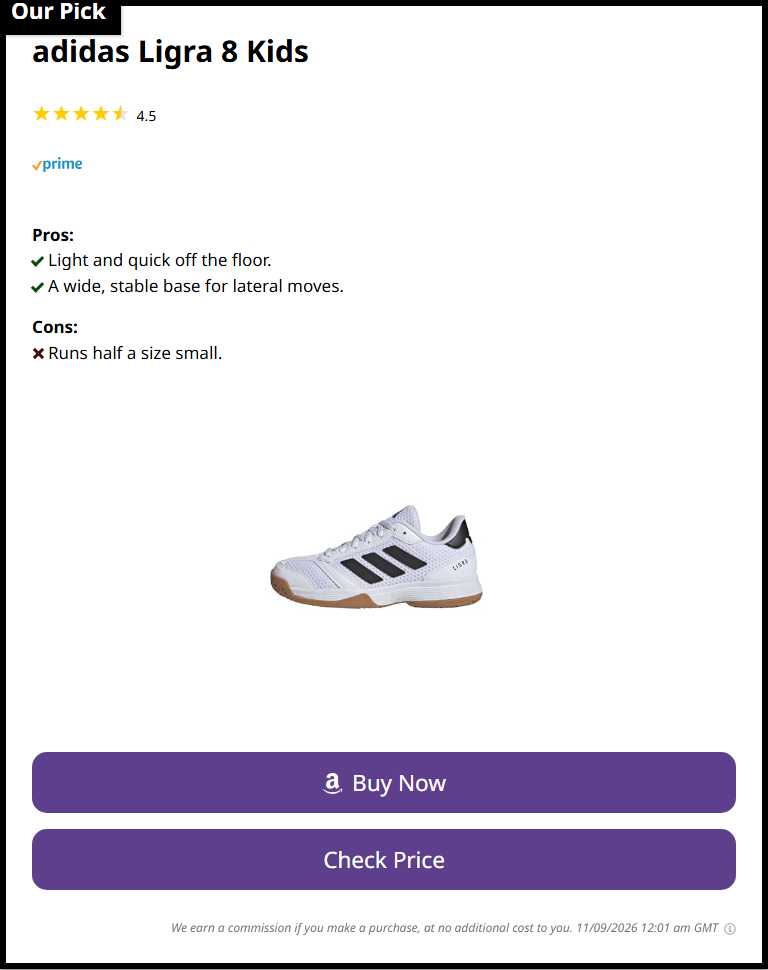 Our Pick
adidas Ligra 8 Kids
4.5
prime
Pros:
Light and quick off the floor.
A wide, stable base for lateral moves.
Cons:
Runs half a size small.
LIGRA
Buy Now
Check Price
We earn a commission if you make a purchase, at no additional cost to you. 11/09/2026 12:01 am GMT